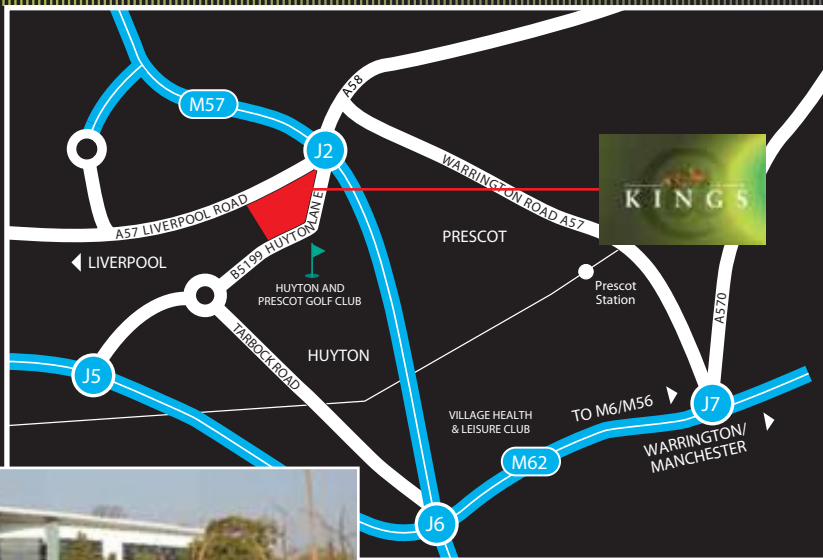 A58
M57
J2
WARRINGTON ROAD A57
KINGS
A57 LIVERPOOL ROAD
B5199 HUYTON LANE
PRESCOT
LIVERPOOL
HUYTON AND
PRESCOT GOLF CLUB
Prescot
Station
A570
TARBOCK ROAD
HUYTON
J5
VILLAGE HEALTH
& LEISURE CLUB
TO M6/M56
J7
WARRINGTON/
MANCHESTER
M62
J6